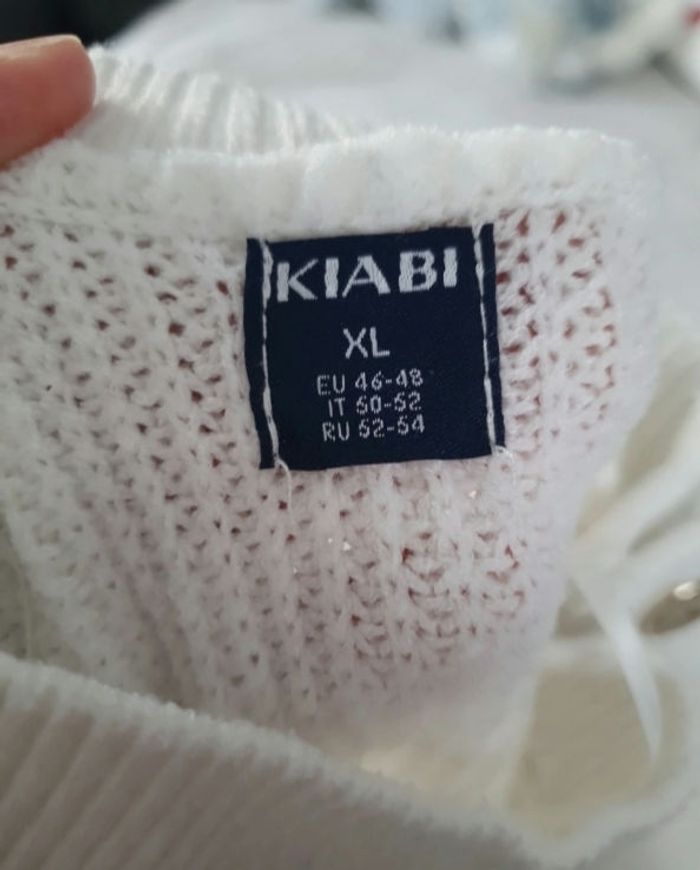 KIABI
XL
EU 46-48
IT 50-52
RU 52-54